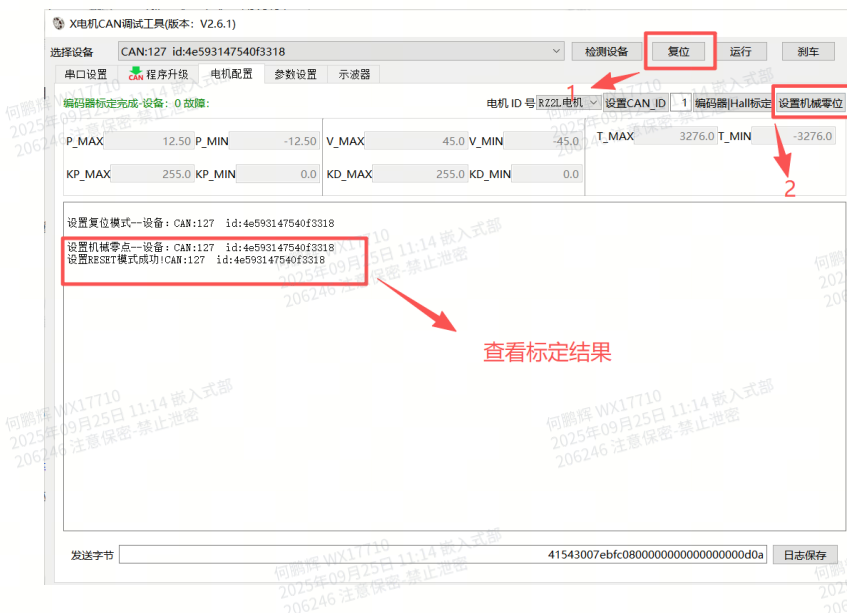 X电机CAN调试工具(版本：V2.6.1)
选择设备 CAN:127 id:4e593147540f3318 检测设备 复位 运行 刹车
串口设置 CAN 程序升级 电机配置 参数设置 示波器
1
编码器标定完成-设备：0 故障: 电机 ID 号 RZ2L电机 设置CAN_ID 1 编码器|Hall标定 设置机械零位
P_MAX 12.50 P_MIN -12.50 V_MAX 45.0 V_MIN -45.0 T_MAX 3276.0 T_MIN -3276.0
KP_MAX 255.0 KP_MIN 0.0 KD_MAX 255.0 KD_MIN 0.0
2
设置复位模式--设备：CAN:127 id:4e593147540f3318
设置机械零点--设备：CAN:127 id:4e593147540f3318
设置RESET模式成功!CAN:127 id:4e593147540f3318
查看标定结果
发送字节 41543007ebfc0800000000000000000d0a 日志保存
何鹏辉 WX17710
2025年09月25日 11:14 嵌入式部
206246 注意保密-禁止泄密